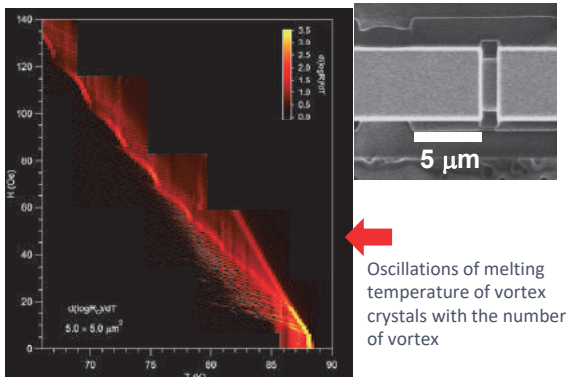 140
120
100
80
60
40
20
0
H (Oe)
70
75
80
85
90
3.5
3.0
2.5
2.0
1.5
1.0
0.5
0.0
d(logR)/dT
5.0 × 5.0 μm²
5 μm
Oscillations of melting
temperature of vortex
crystals with the number
of vortex